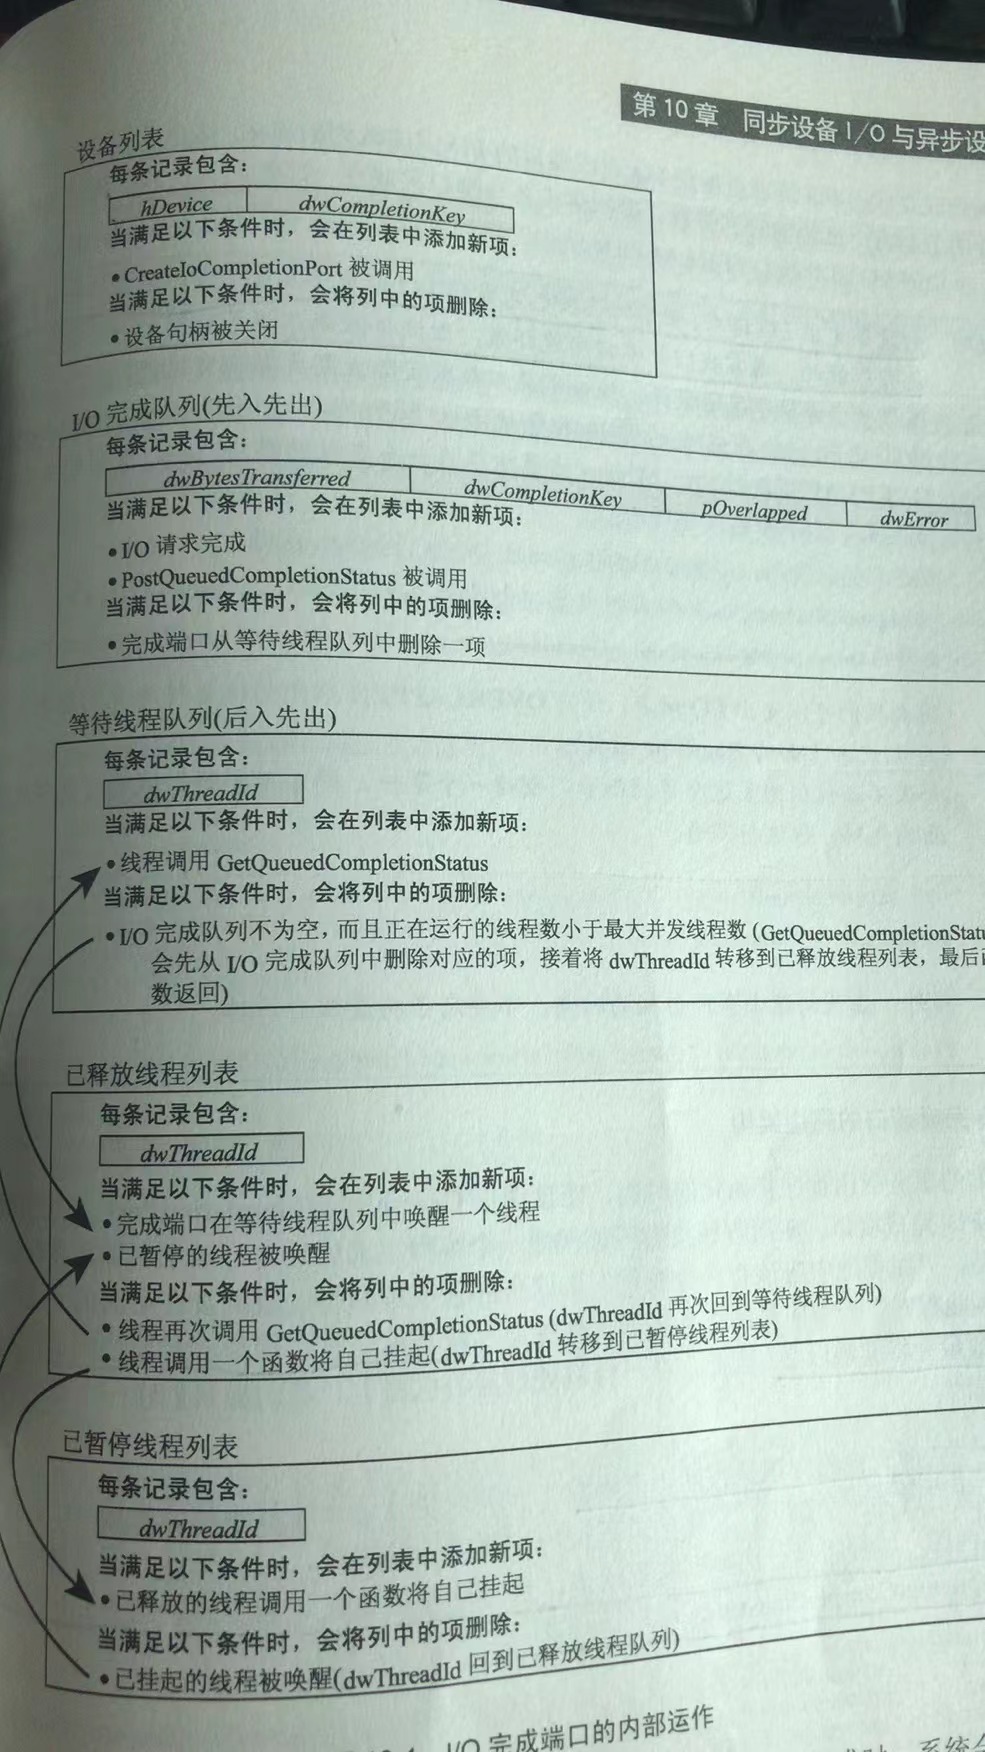 第 10 章 同步设备 I/O 与异步设
设备列表
每条记录包含：
hDevice dwCompletionKey
当满足以下条件时，会在列表中添加新项：
• CreateIoCompletionPort 被调用
当满足以下条件时，会将列中的项删除：
• 设备句柄被关闭
I/O 完成队列(先入先出)
每条记录包含：
dwBytesTransferred dwCompletionKey pOverlapped dwError
当满足以下条件时，会在列表中添加新项：
• I/O 请求完成
• PostQueuedCompletionStatus 被调用
当满足以下条件时，会将列中的项删除：
• 完成端口从等待线程队列中删除一项
等待线程队列(后入先出)
每条记录包含：
dwThreadId
当满足以下条件时，会在列表中添加新项：
• 线程调用 GetQueuedCompletionStatus
当满足以下条件时，会将列中的项删除：
• I/O 完成队列不为空，而且正在运行的线程数小于最大并发线程数 (GetQueuedCompletionStatu
会先从 I/O 完成队列中删除对应的项，接着将 dwThreadId 转移到已释放线程列表，最后
数返回)
已释放线程列表
每条记录包含：
dwThreadId
当满足以下条件时，会在列表中添加新项：
• 完成端口在等待线程队列中唤醒一个线程
• 已暂停的线程被唤醒
当满足以下条件时，会将列中的项删除：
• 线程再次调用 GetQueuedCompletionStatus (dwThreadId 再次回到等待线程队列)
• 线程调用一个函数将自己挂起(dwThreadId 转移到已暂停线程列表)
已暂停线程列表
每条记录包含：
dwThreadId
当满足以下条件时，会在列表中添加新项：
• 已释放的线程调用一个函数将自己挂起
当满足以下条件时，会将列中的项删除：
• 已挂起的线程被唤醒(dwThreadId 回到已释放线程队列)
I/O 完成端口的内部运作